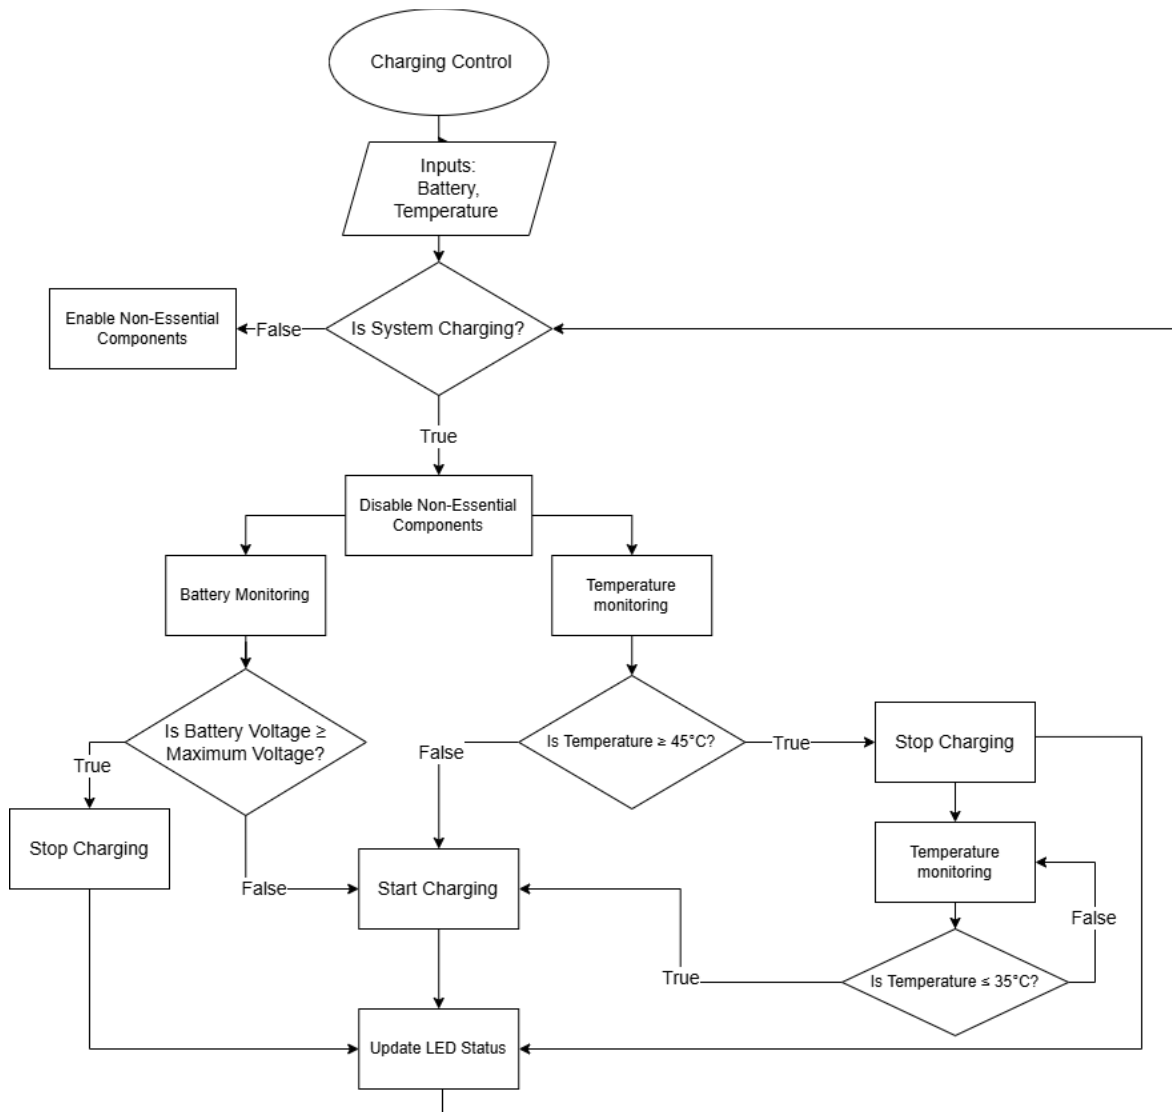 Charging Control
Inputs:
Battery,
Temperature
Is System Charging?
False
Enable Non-Essential
Components
True
Disable Non-Essential
Components
Battery Monitoring
Temperature
monitoring
Is Battery Voltage ≥
Maximum Voltage?
True
Stop Charging
False
Is Temperature ≥ 45°C?
False
True
Stop Charging
Temperature
monitoring
Is Temperature ≤ 35°C?
False
True
Start Charging
Update LED Status